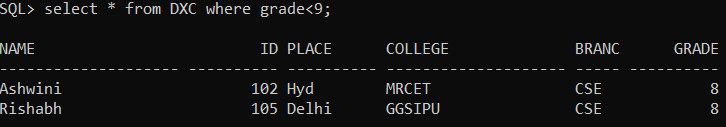 SQL> select * from DXC where grade<9;
NAME                         ID PLACE      COLLEGE              BRANC      GRADE
-------------------- ---------- ---------- -------------------- ----- ----------
Ashwini                     102 Hyd        MRCET                CSE            8
Rishabh                     105 Delhi      GGSIPU               CSE            8